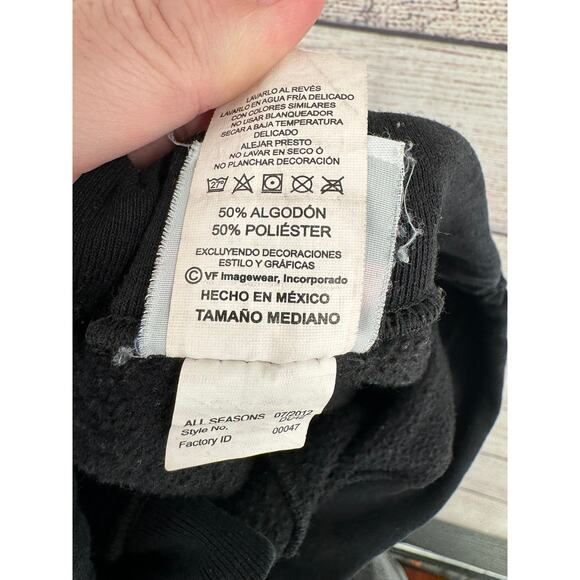 LAVARLO AL REVÉS
LAVARLO EN AGUA FRÍA DELICADO
CON COLORES SIMILARES
NO USAR BLANQUEADOR
SECAR A BAJA TEMPERATURA
DELICADO
ALEJAR PRESTO
NO LAVAR EN SECO Ó
NO PLANCHAR DECORACIÓN
27°
50% ALGODÓN
50% POLIÉSTER
EXCLUYENDO DECORACIONES
ESTILO Y GRÁFICAS
© VF Imagewear, Incorporado
HECHO EN MÉXICO
TAMAÑO MEDIANO
ALL SEASONS 07/2012
Style No.
Factory ID 00047